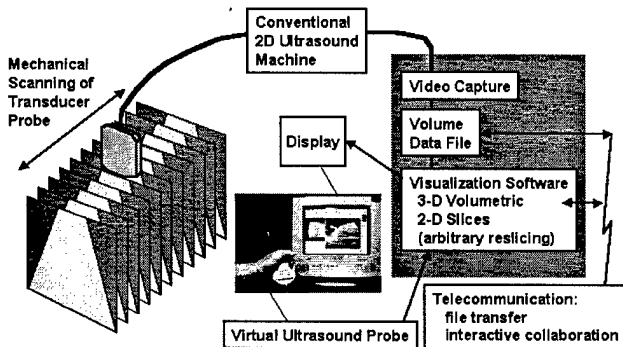 Conventional
2D Ultrasound
Machine
Mechanical
Scanning of
Transducer
Probe
Video Capture
Volume
Data File
Display
Visualization Software
3-D Volumetric
2-D Slices
(arbitrary reslicing)
Virtual Ultrasound Probe
Telecommunication:
file transfer
interactive collaboration